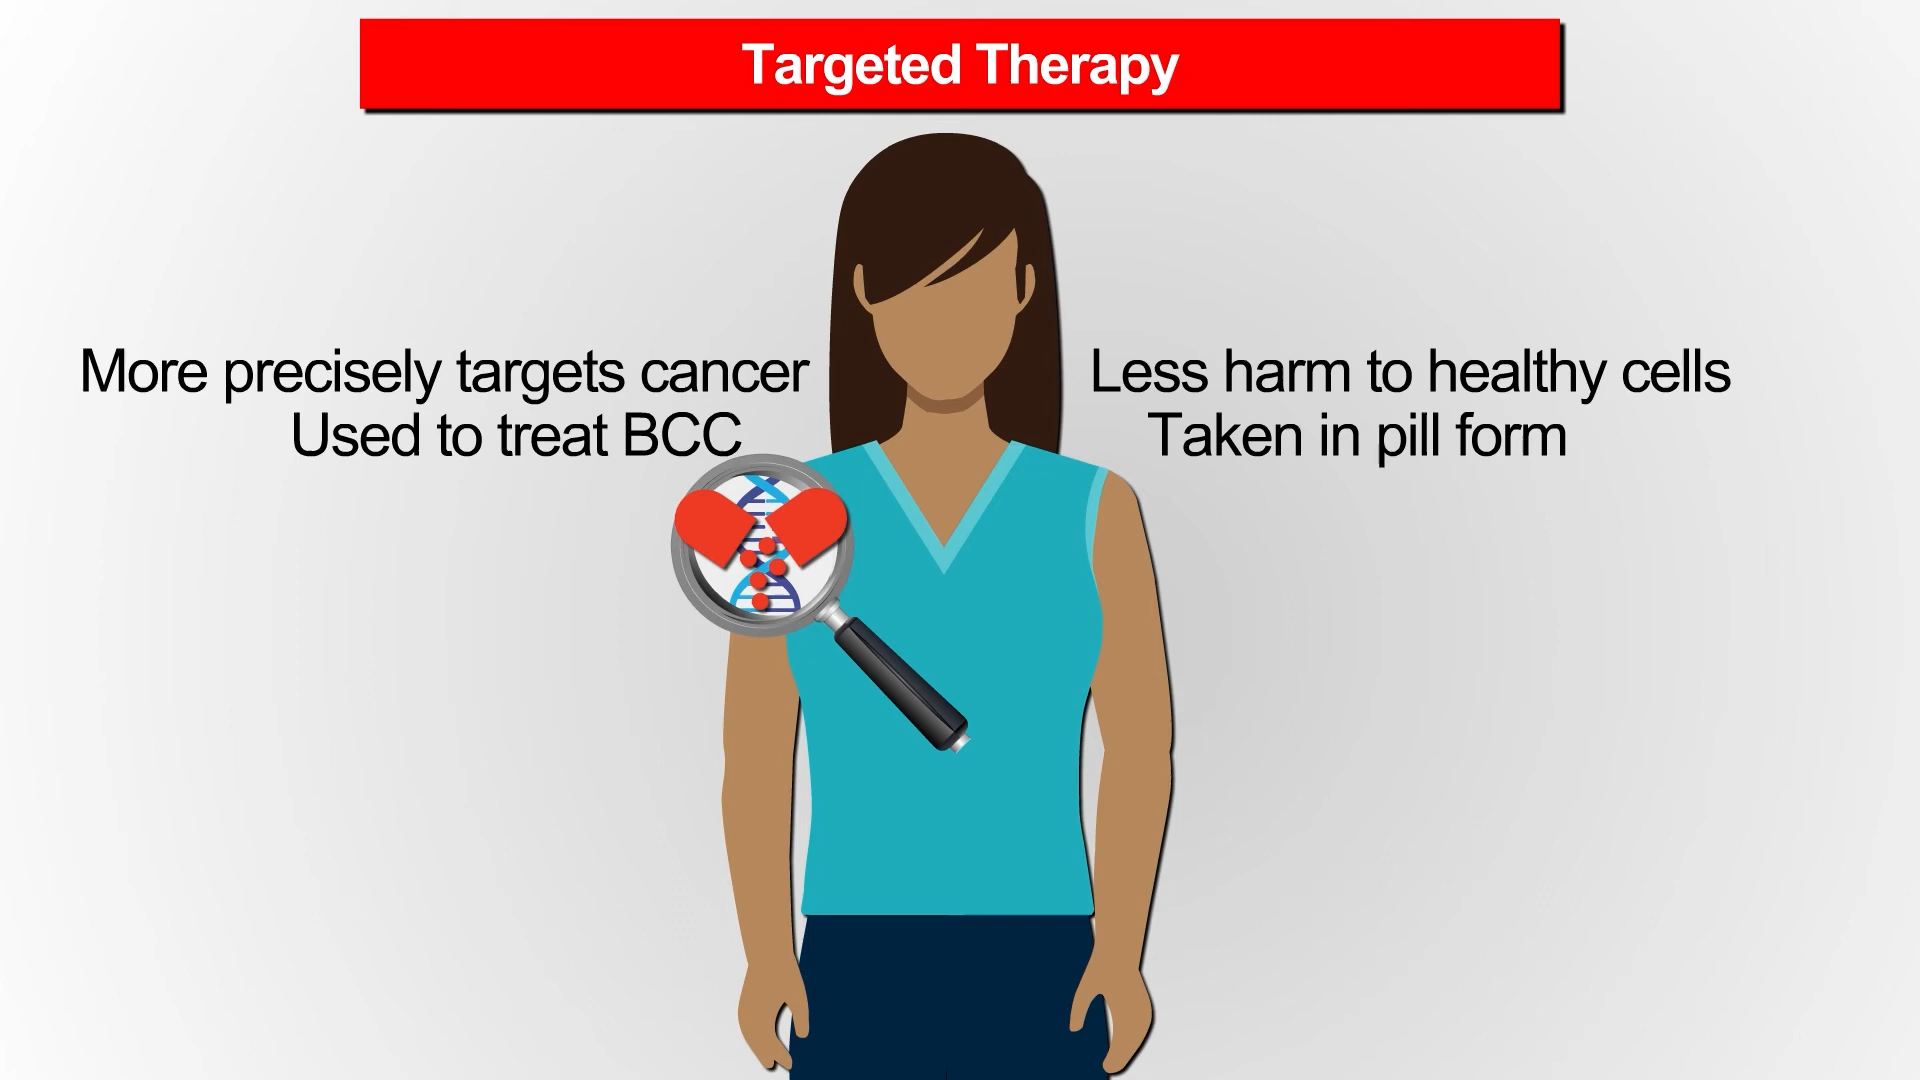 Targeted Therapy
More precisely targets cancer
Used to treat BCC
Less harm to healthy cells
Taken in pill form